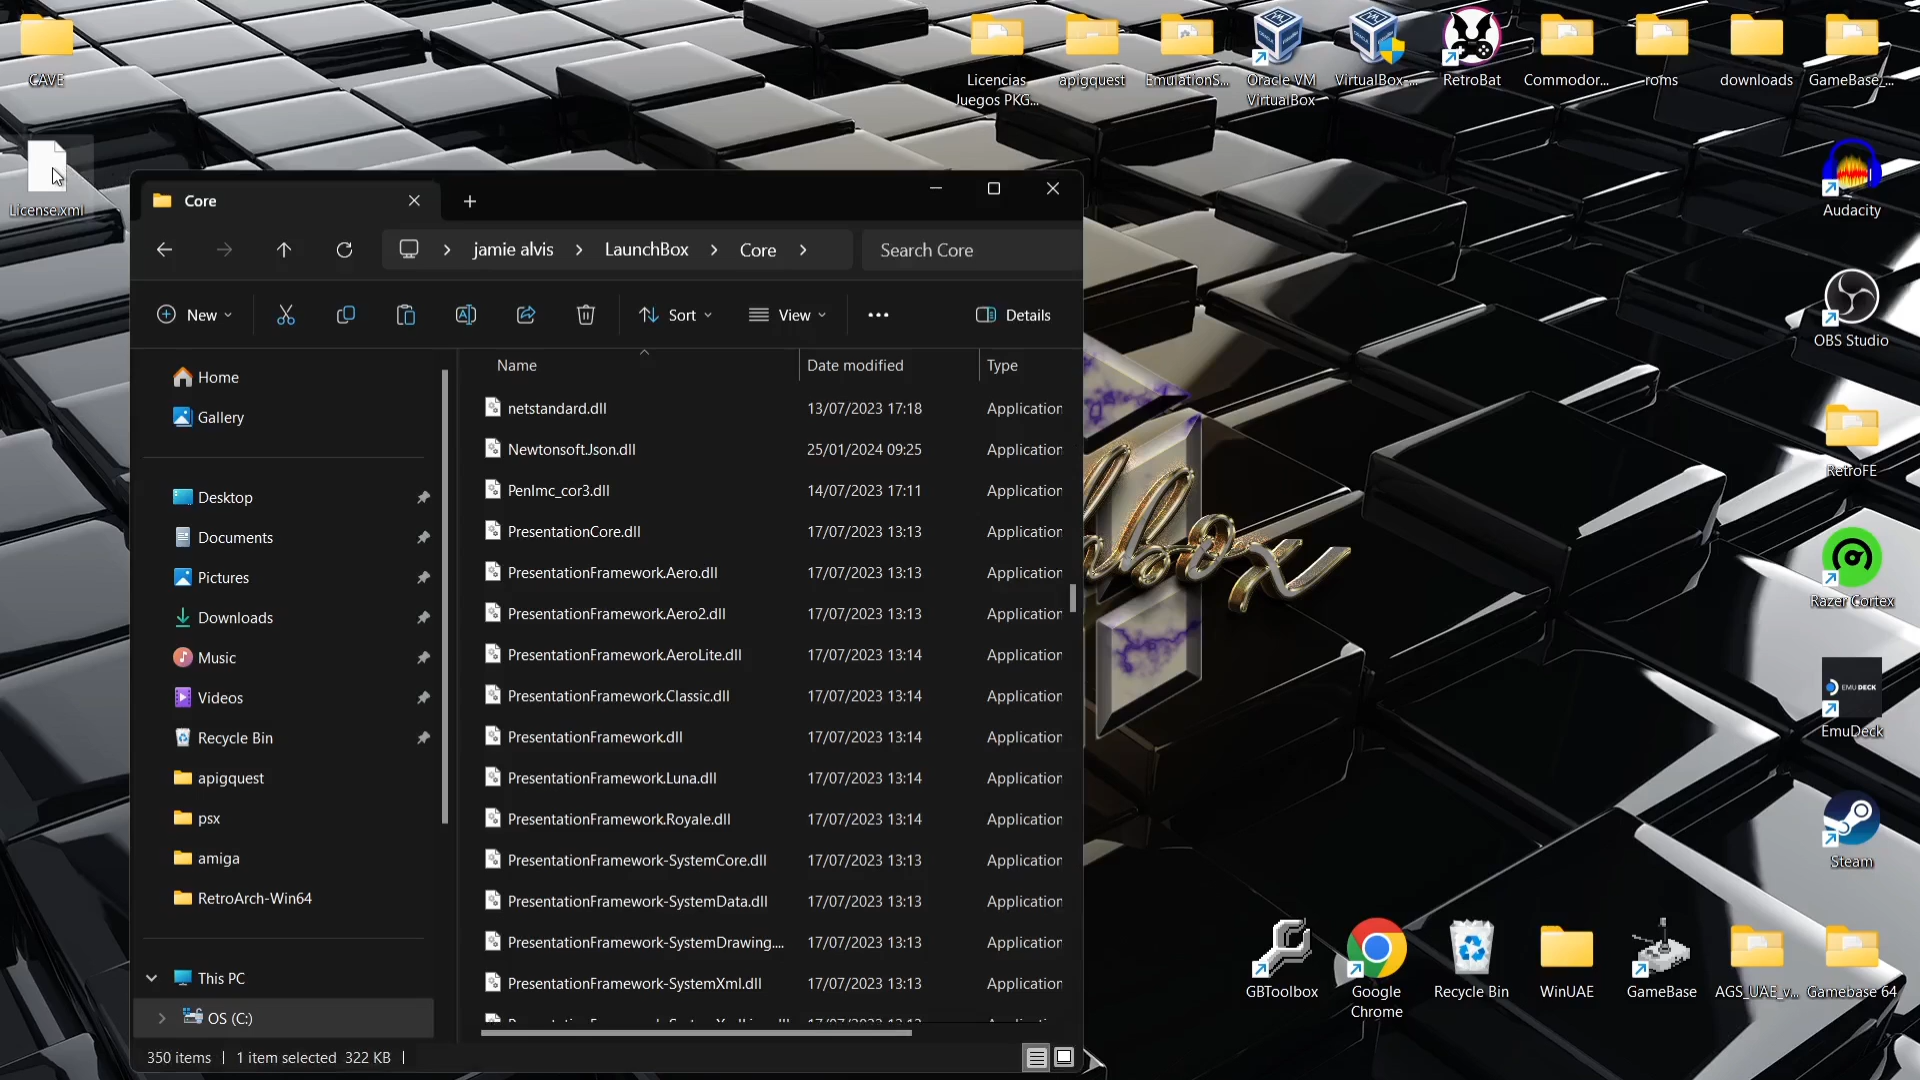 CAVE
Licencias
Juegos PKG...
apigquest
EmulationS...
Oracle VM
VirtualBox
VirtualBox-...
RetroBat
Commodor...
roms
downloads
GameBase_...
License.xml
Audacity
OBS Studio
RetroFE
Razer Cortex
EMUDECK
EmuDeck
Steam
GBToolbox
Google
Chrome
Recycle Bin
WinUAE
GameBase
AGS_UAE_v...
Gamebase 64
Core
jamie alvis > LaunchBox > Core >
Search Core
New
Sort
View
Details
Home
Gallery
Desktop
Documents
Pictures
Downloads
Music
Videos
Recycle Bin
apigquest
psx
amiga
RetroArch-Win64
This PC
OS (C:)
Name Date modified Type
netstandard.dll 13/07/2023 17:18 Application
Newtonsoft.Json.dll 25/01/2024 09:25 Application
PenImc_cor3.dll 14/07/2023 17:11 Application
PresentationCore.dll 17/07/2023 13:13 Application
PresentationFramework.Aero.dll 17/07/2023 13:13 Application
PresentationFramework.Aero2.dll 17/07/2023 13:13 Application
PresentationFramework.AeroLite.dll 17/07/2023 13:14 Application
PresentationFramework.Classic.dll 17/07/2023 13:14 Application
PresentationFramework.dll 17/07/2023 13:14 Application
PresentationFramework.Luna.dll 17/07/2023 13:14 Application
PresentationFramework.Royale.dll 17/07/2023 13:14 Application
PresentationFramework-SystemCore.dll 17/07/2023 13:13 Application
PresentationFramework-SystemData.dll 17/07/2023 13:13 Application
PresentationFramework-SystemDrawing.... 17/07/2023 13:13 Application
PresentationFramework-SystemXml.dll 17/07/2023 13:13 Application
350 items | 1 item selected 322 KB |